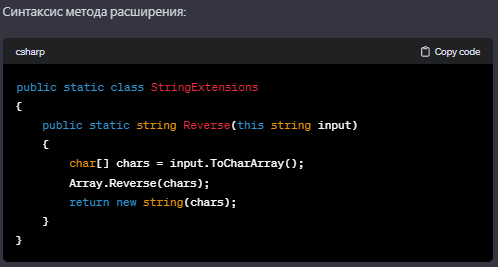 Синтаксис метода расширения:
csharp Copy code
public static class StringExtensions
{
    public static string Reverse(this string input)
    {
        char[] chars = input.ToCharArray();
        Array.Reverse(chars);
        return new string(chars);
    }
}